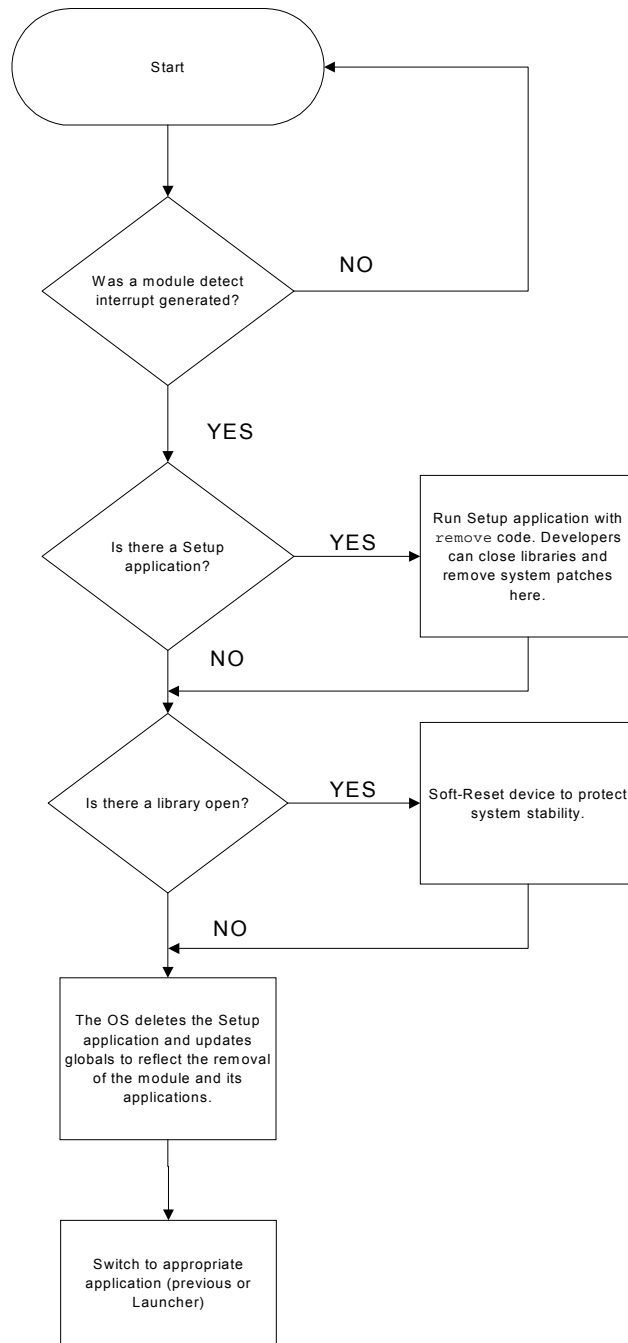 Start
Was a module detect
interrupt generated?
NO
YES
Is there a Setup
application?
YES
Run Setup application with
remove code. Developers
can close libraries and
remove system patches
here.
NO
Is there a library open?
YES
Soft-Reset device to protect
system stability.
NO
The OS deletes the Setup
application and updates
globals to reflect the removal
of the module and its
applications.
Switch to appropriate
application (previous or
Launcher)